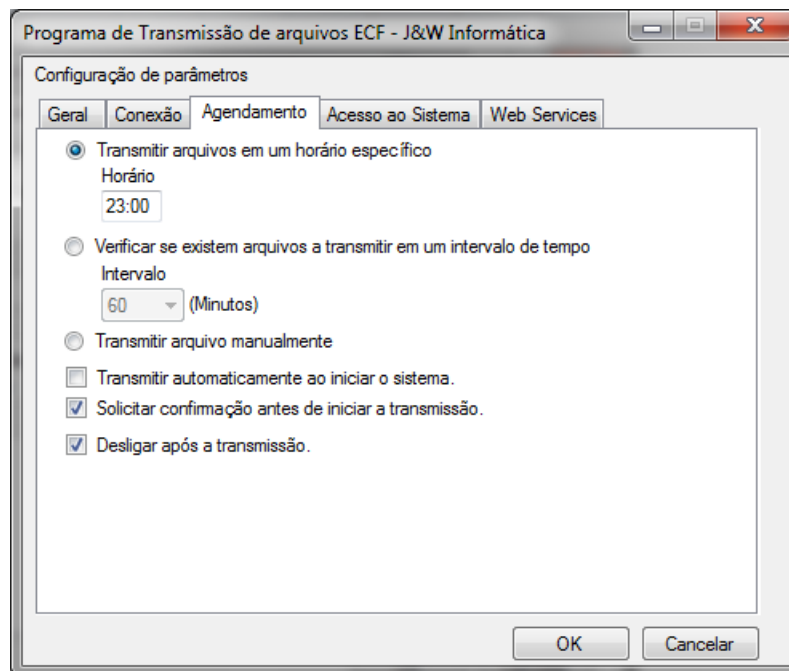 Programa de Transmissão de arquivos ECF - J&W Informática
Configuração de parâmetros
Geral Conexão Agendamento Acesso ao Sistema Web Services
Transmitir arquivos em um horário específico
Horário
23:00
Verificar se existem arquivos a transmitir em um intervalo de tempo
Intervalo
60 (Minutos)
Transmitir arquivo manualmente
Transmitir automaticamente ao iniciar o sistema.
Solicitar confirmação antes de iniciar a transmissão.
Desligar após a transmissão.
OK Cancelar